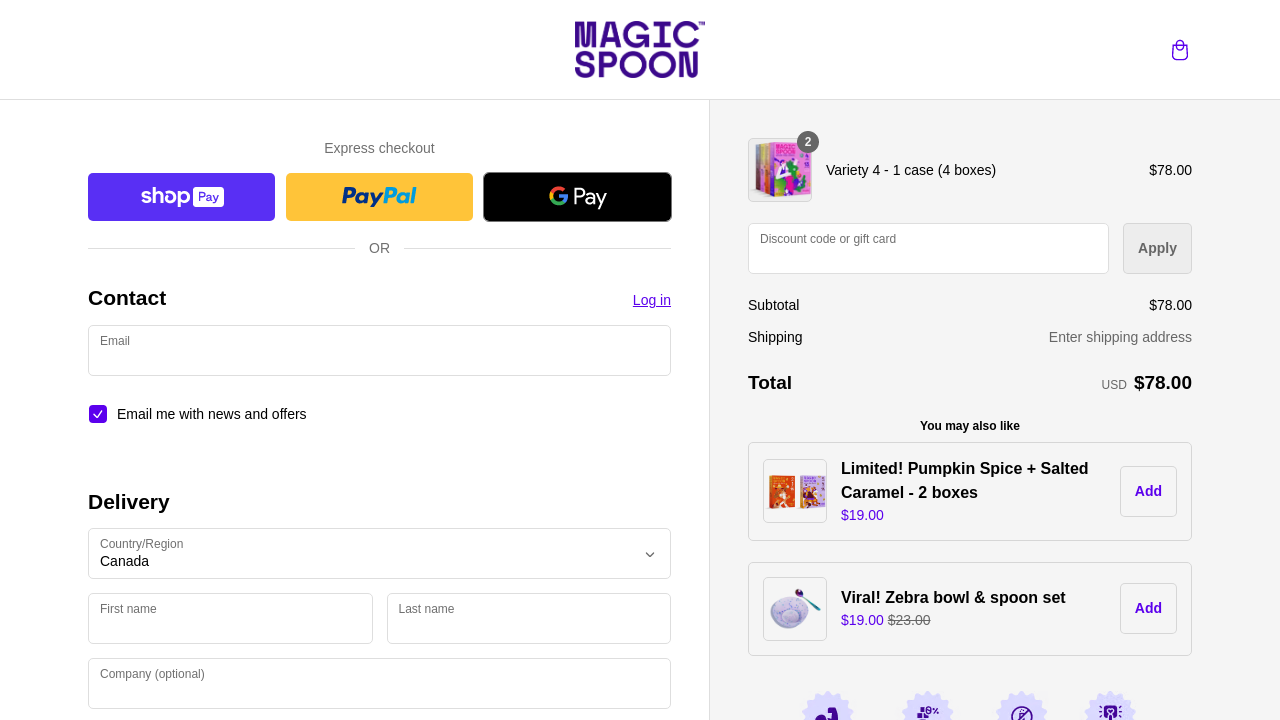 MAGIC™
SPOON
Express checkout
shop Pay
PayPal
G Pay
OR
Contact
Log in
Email
Email me with news and offers
Delivery
Country/Region
Canada
First name
Last name
Company (optional)
2
Variety 4 - 1 case (4 boxes)
$78.00
Discount code or gift card
Apply
Subtotal
$78.00
Shipping
Enter shipping address
Total
USD $78.00
You may also like
Limited! Pumpkin Spice + Salted
Caramel - 2 boxes
$19.00
Add
Viral! Zebra bowl & spoon set
$19.00 $23.00
Add